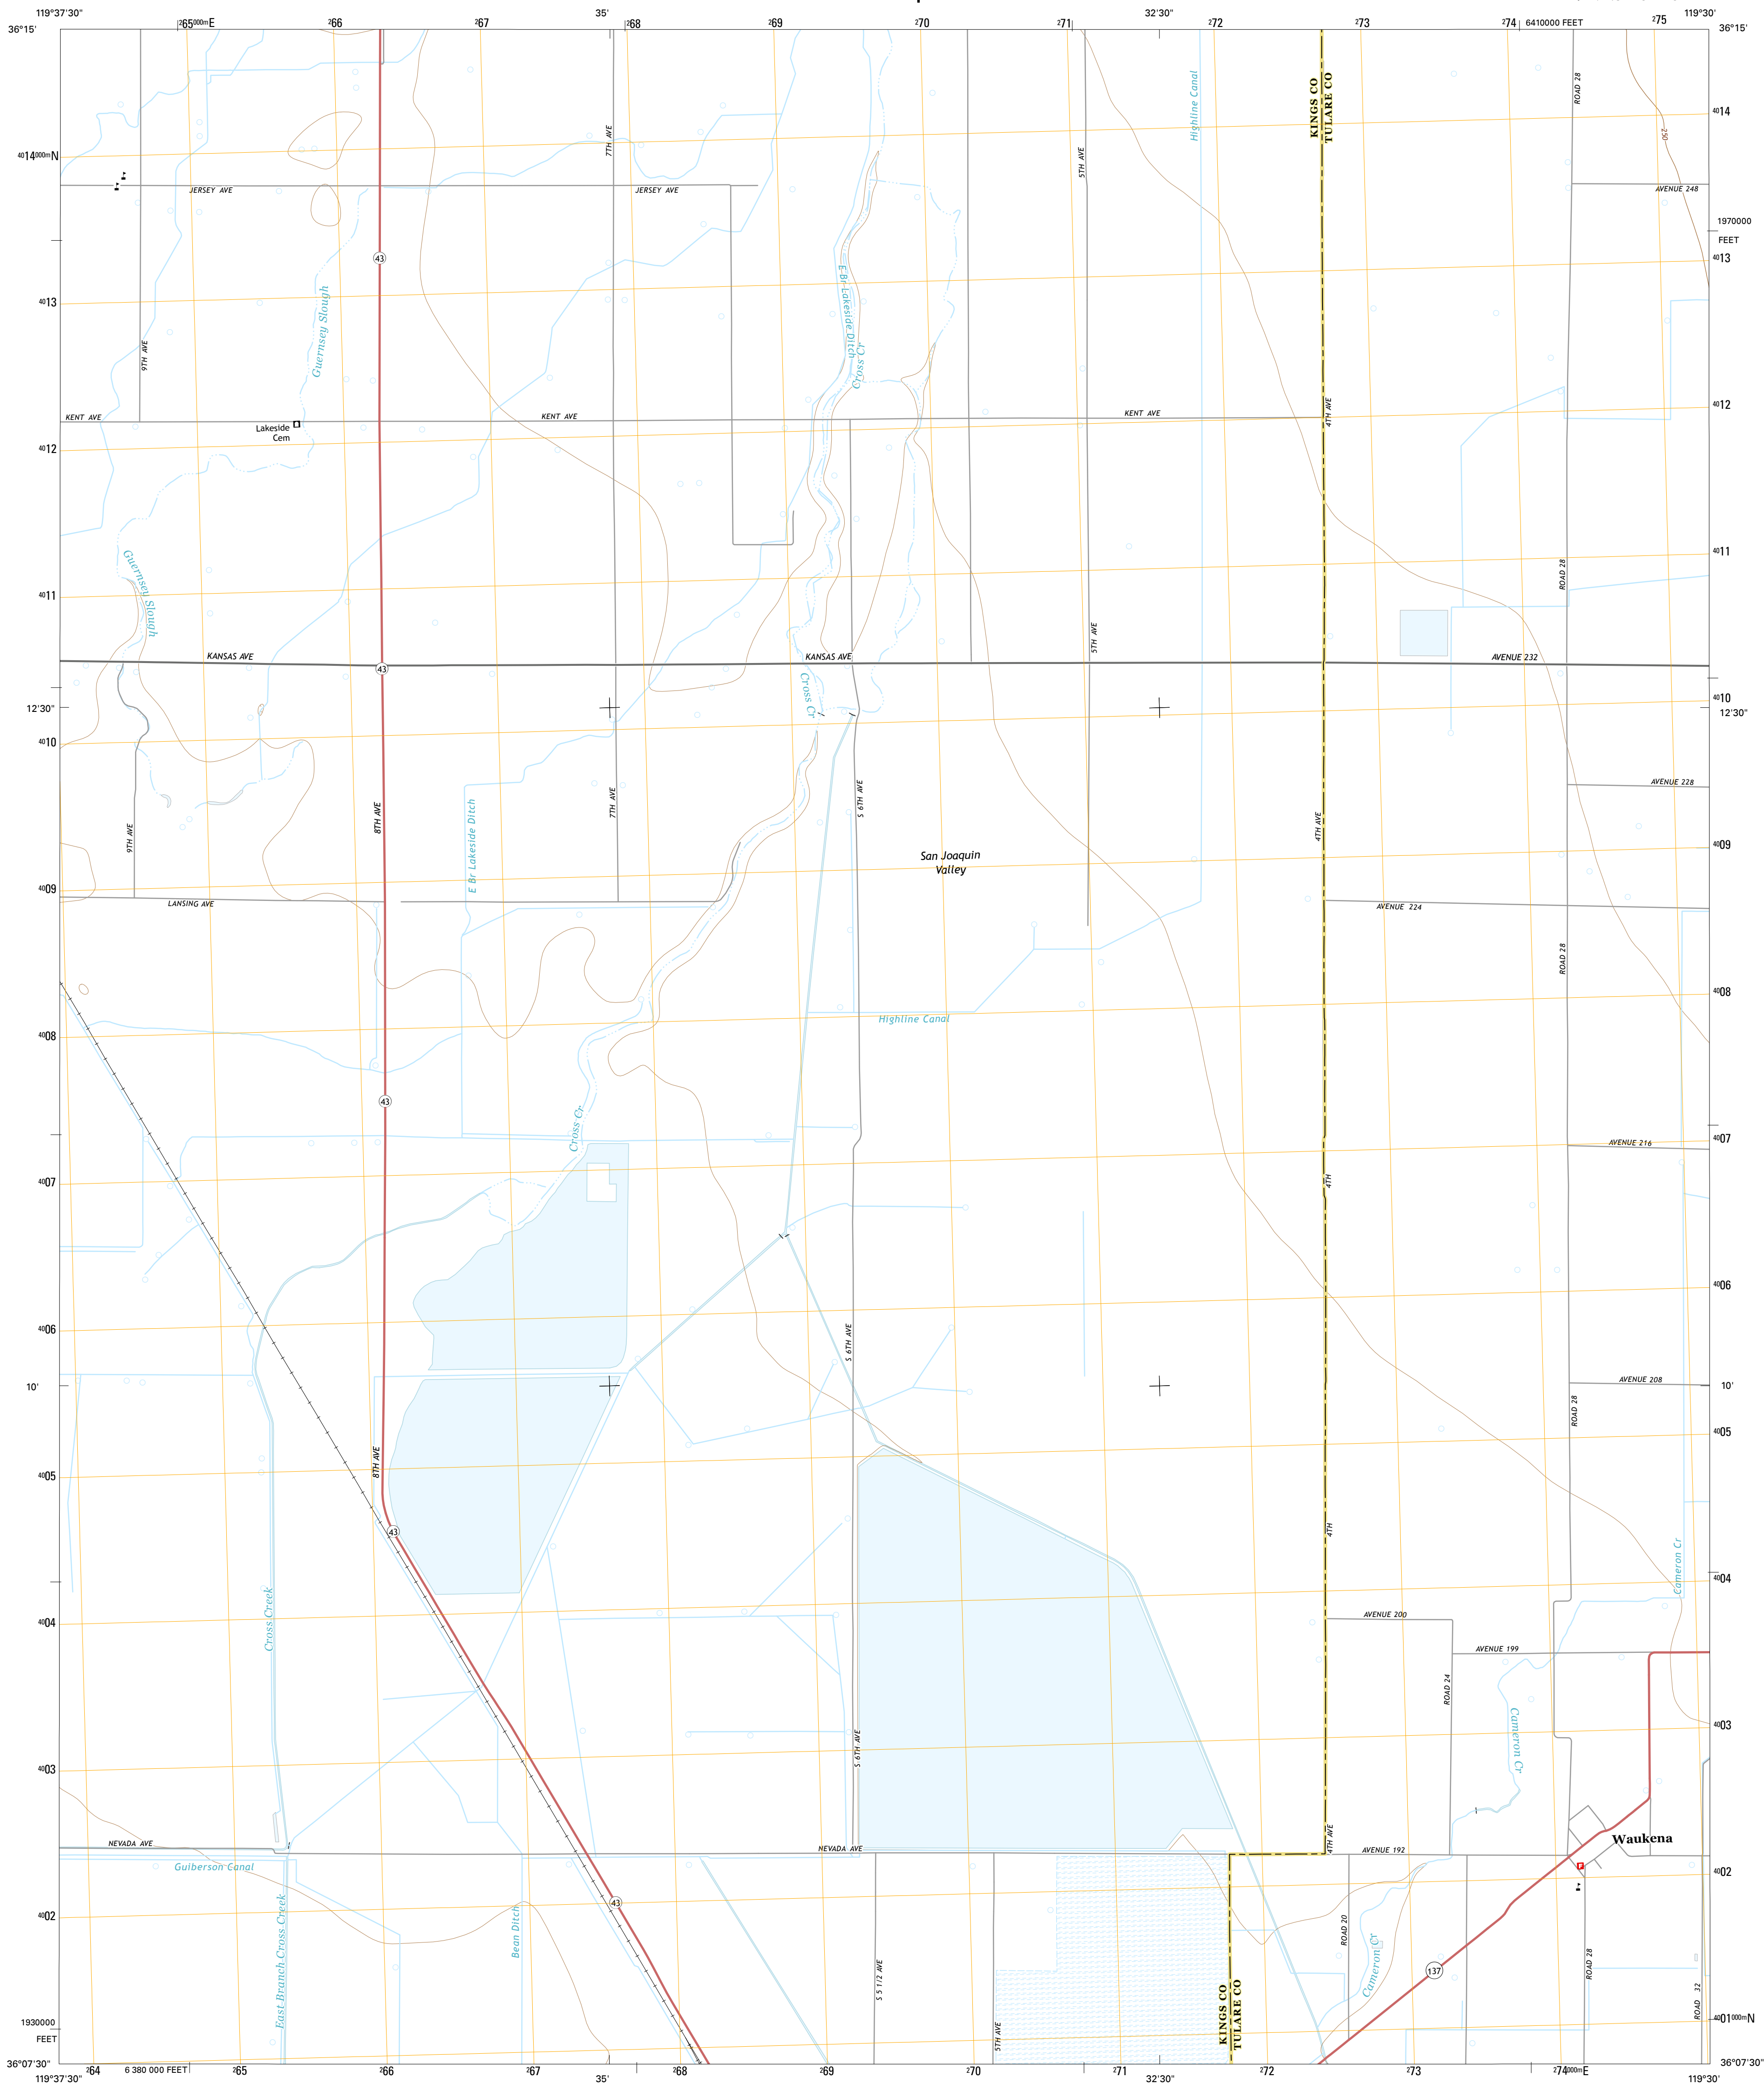 119°37'30"
²65000mE
²66
²67
35'
²68
²69
²70
²71
32'30"
²72
²73
²74
6410000 FEET
²75
119°30'
36°15'
36°15'
KINGS CO
TULARE CO
Highline Canal
ROAD 28
250
4014
4014000mN
7TH AVE
5TH AVE
JERSEY AVE
JERSEY AVE
AVENUE 248
1970000
FEET
43
4013
4013
E Br Lakeside Ditch
Guernsey Slough
9TH AVE
Cross Cr
4012
4012
KENT AVE
KENT AVE
KENT AVE
4TH AVE
Lakeside
Cem
4011
4011
Guernsey Slough
ROAD 28
5TH AVE
KANSAS AVE
43
KANSAS AVE
AVENUE 232
Cross Cr
4010
4010
12'30"
12'30"
AVENUE 228
E Br Lakeside Ditch
8TH AVE
7TH AVE
S 6TH AVE
4TH AVE
9TH AVE
4009
4009
San Joaquin
Valley
LANSING AVE
AVENUE 224
ROAD 28
4008
4008
Highline Canal
43
Cross Cr
4007
4007
AVENUE 216
4TH
4006
4006
S 6TH AVE
10'
10'
AVENUE 208
ROAD 28
4005
4005
8TH AVE
43
4TH
Cameron Cr
4004
4004
Cross Creek
AVENUE 200
AVENUE 199
ROAD 24
Cameron Cr
4003
4003
S 6TH AVE
NEVADA AVE
NEVADA AVE
4TH AVE
AVENUE 192
Waukena
Guiberson Canal
F
4002
4002
43
East Branch Cross Creek
Bean Ditch
S 5 1/2 AVE
5TH AVE
KINGS CO
TULARE CO
ROAD 20
Cameron Cr
137
ROAD 28
ROAD 32
1930000
FEET
4001000mN
36°07'30"
36°07'30"
²64
6 380 000 FEET
²65
²66
²67
²68
²69
²70
²71
²72
²73
²74000mE
119°37'30"
35'
32'30"
119°30'